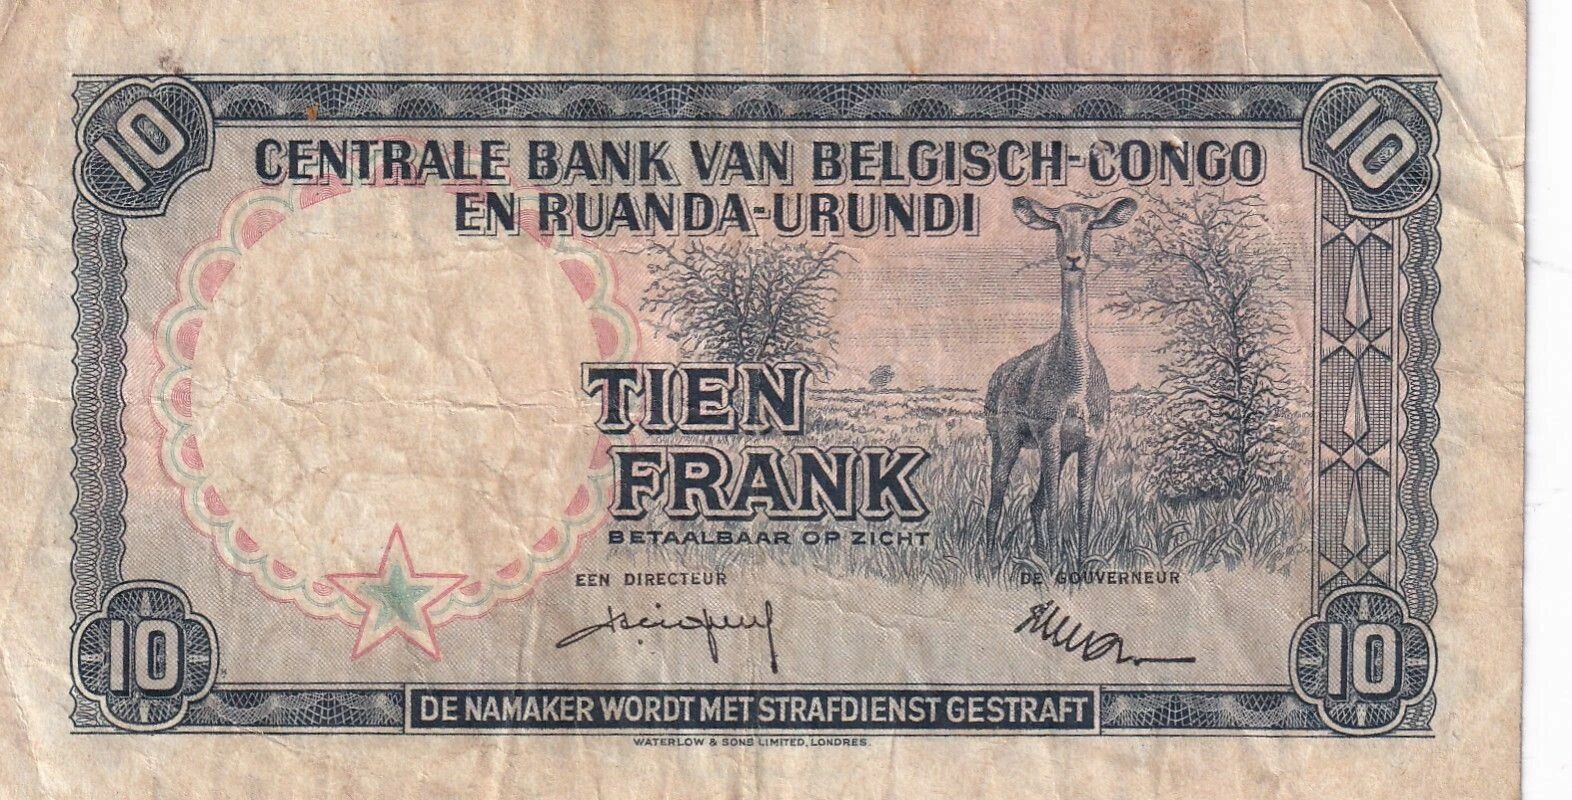 10
10
CENTRALE BANK VAN BELGISCH-CONGO
EN RUANDA-URUNDI
TIEN
FRANK
BETAALBAAR OP ZICHT
EEN DIRECTEUR
DE GOUVERNEUR
10
10
DE NAMAKER WORDT MET STRAFDIENST GESTRAFT
WATERLOW & SONS LIMITED, LONDRES.